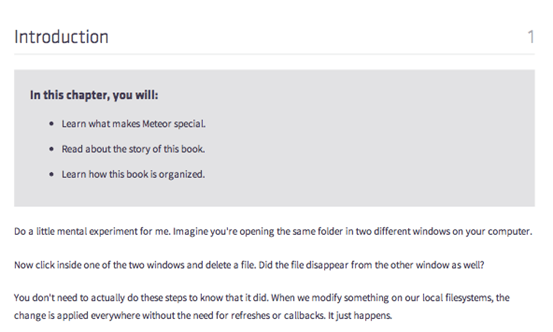 Introduction 1
In this chapter, you will:
• Learn what makes Meteor special.
• Read about the story of this book.
• Learn how this book is organized.
Do a little mental experiment for me. Imagine you're opening the same folder in two different windows on your computer.
Now click inside one of the two windows and delete a file. Did the file disappear from the other window as well?
You don't need to actually do these steps to know that it did. When we modify something on our local filesystems, the
change is applied everywhere without the need for refreshes or callbacks. It just happens.